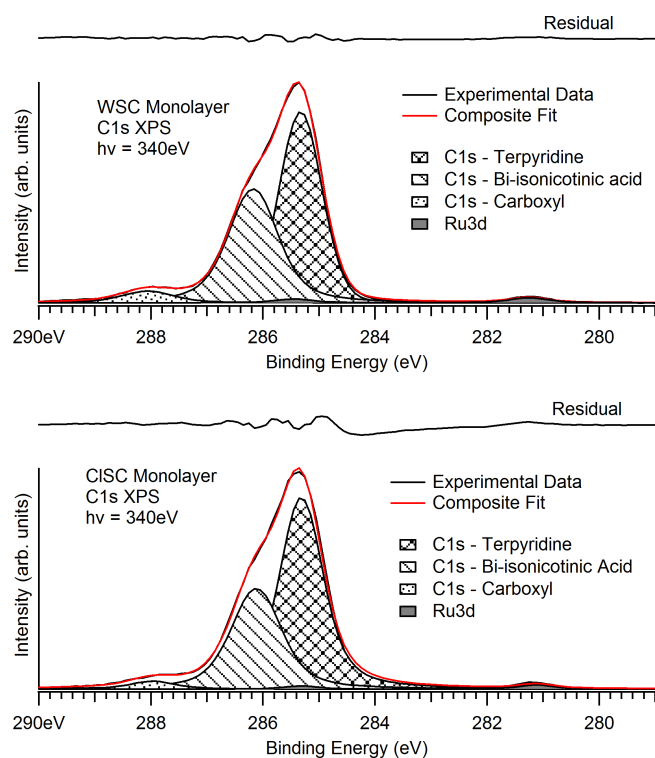 Residual
WSC Monolayer
C1s XPS
hv = 340eV
Experimental Data
Composite Fit
C1s - Terpyridine
C1s - Bi-isonicotinic acid
C1s - Carboxyl
Ru3d
Intensity (arb. units)
290eV 288 286 284 282 280
Binding Energy (eV)
Residual
ClSC Monolayer
C1s XPS
hv = 340eV
Experimental Data
Composite Fit
C1s - Terpyridine
C1s - Bi-isonicotinic Acid
C1s - Carboxyl
Ru3d
Intensity (arb. units)
290eV 288 286 284 282 280
Binding Energy (eV)